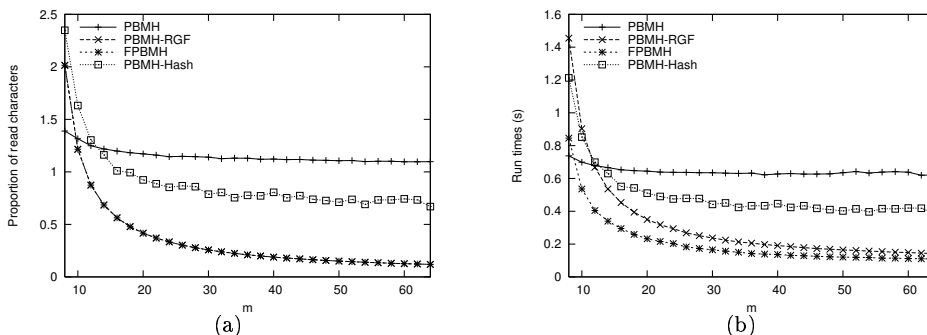 Proportion of read characters
2.5
2
1.5
1
0.5
0
PBMH
PBMH-RGF
FPBMH
PBMH-Hash
10 20 30 40 50 60
m
(a)
Run times (s)
1.6
1.4
1.2
1
0.8
0.6
0.4
0.2
0
PBMH
PBMH-RGF
FPBMH
PBMH-Hash
10 20 30 40 50 60
m
(b)